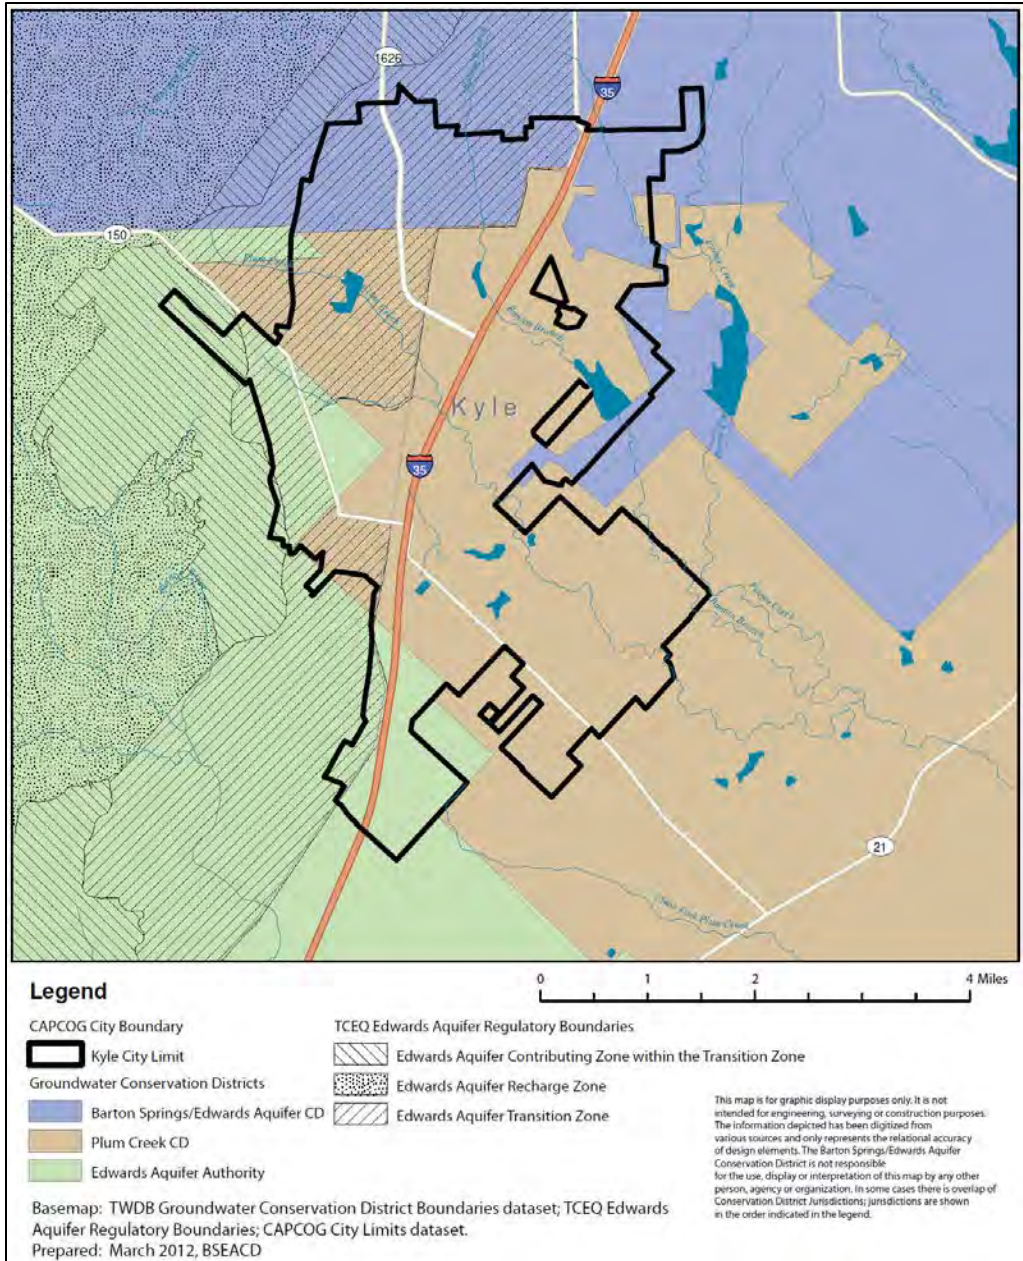 1626
35
150
Plum Creek
Kyle
35
Plum Creek
21
Clear Fork Plum Creek
Legend
0 1 2 4 Miles
CAPCOG City Boundary
Kyle City Limit
Groundwater Conservation Districts
Barton Springs/Edwards Aquifer CD
Plum Creek CD
Edwards Aquifer Authority
TCEQ Edwards Aquifer Regulatory Boundaries
Edwards Aquifer Contributing Zone within the Transition Zone
Edwards Aquifer Recharge Zone
Edwards Aquifer Transition Zone
This map is for graphic display purposes only. It is not
intended for engineering, surveying or construction purposes.
The information depicted has been digitized from
various sources and only represents the relational accuracy
of design elements. The Barton Springs/Edwards Aquifer
Conservation District is not responsible
for the use, display or interpretation of this map by any other
person, agency or organization. In some cases there is overlap of
Conservation District Jurisdictions; jurisdictions are shown
in the order indicated in the legend.
Basemap: TWDB Groundwater Conservation District Boundaries dataset; TCEQ Edwards
Aquifer Regulatory Boundaries; CAPCOG City Limits dataset.
Prepared: March 2012, BSEACD